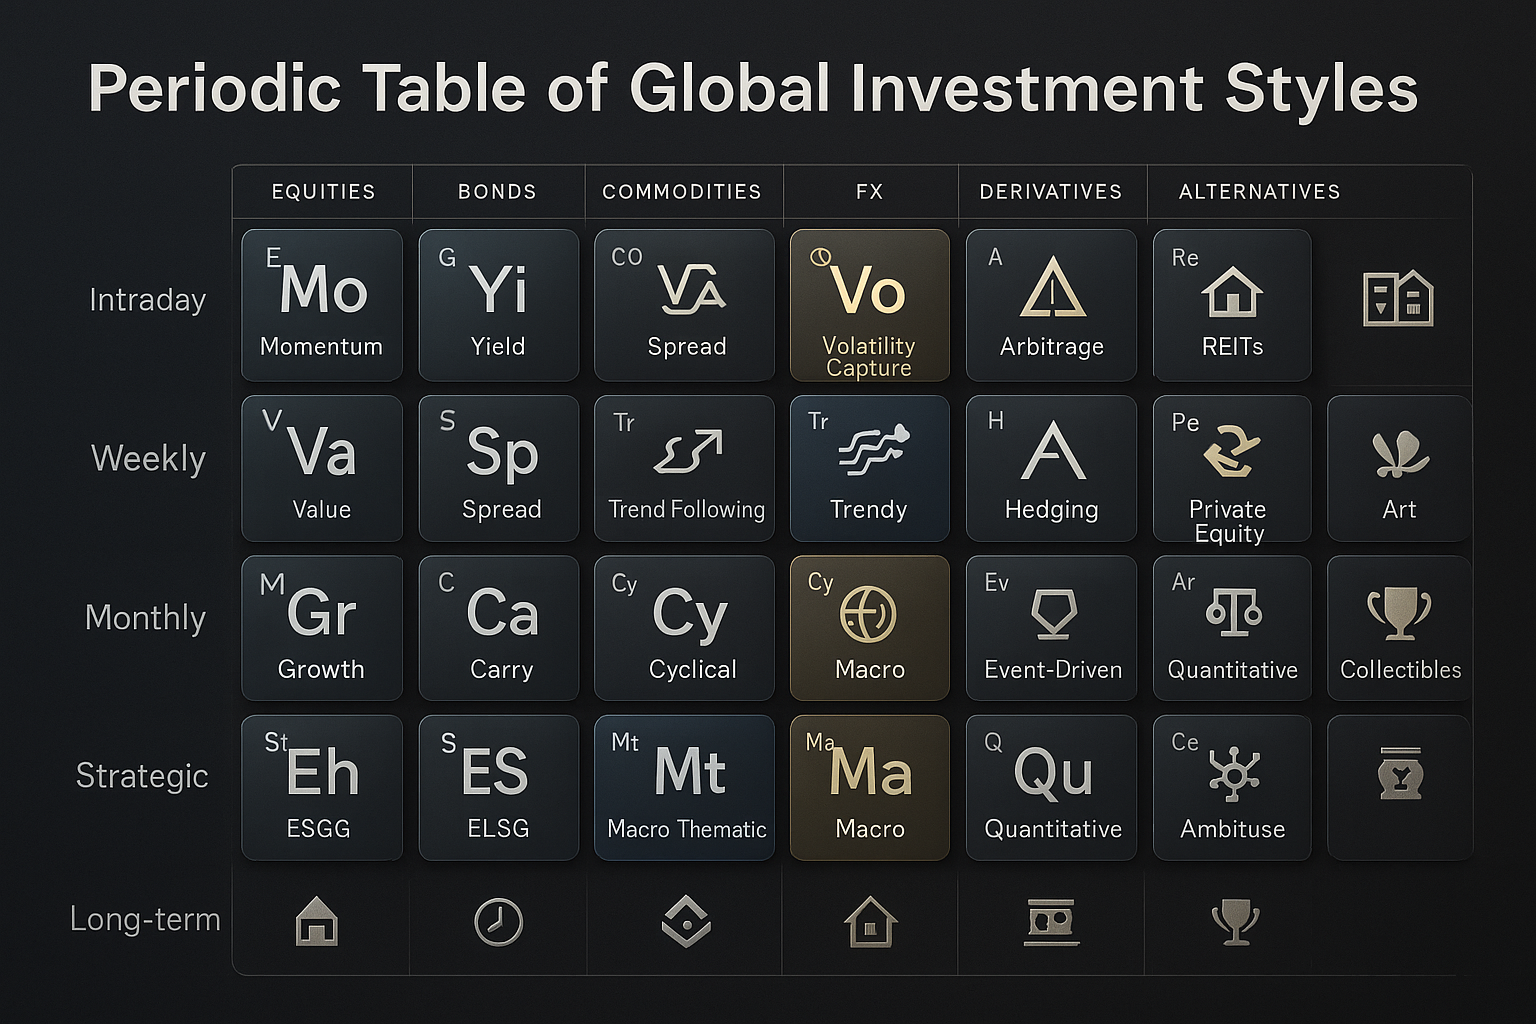 Periodic Table of Global Investment Styles
EQUITIES BONDS COMMODITIES FX DERIVATIVES ALTERNATIVES
Intraday
E
Mo
Momentum
G
Yi
Yield
CO
Spread
Vo
Volatility
Capture
A
Arbitrage
Re
REITs
Weekly
V
Va
Value
S
Sp
Spread
Tr
Trend Following
Tr
Trendy
H
Hedging
Pe
Private
Equity
Art
Monthly
M
Gr
Growth
C
Ca
Carry
Cy
Cy
Cyclical
Cy
Macro
Ev
Event-Driven
Ar
Quantitative
Collectibles
Strategic
St
Eh
ESGG
S
ES
ELSG
Mt
Mt
Macro Thematic
Ma
Ma
Macro
Q
Qu
Quantitative
Ce
Ambituse
Long-term